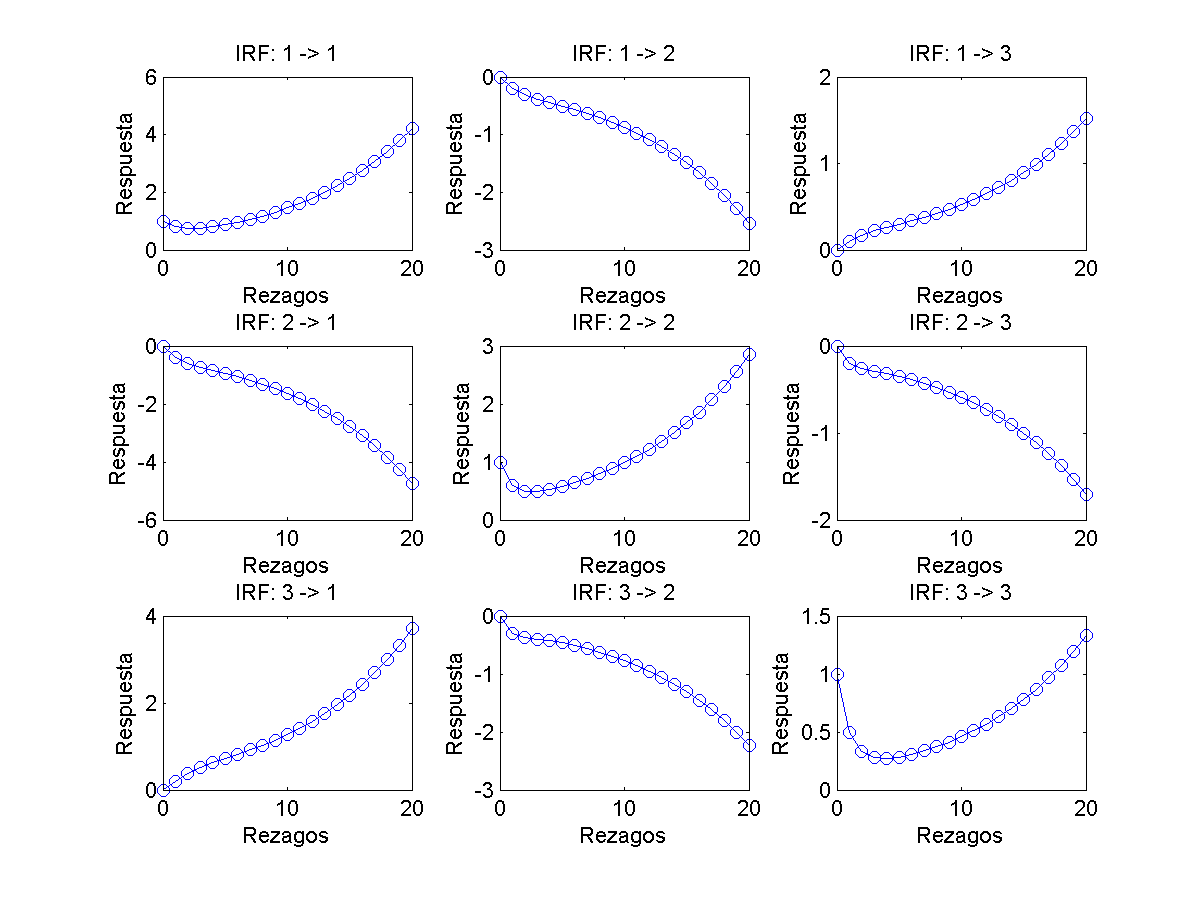 IRF: 1 -> 1
6
4
2
0
Respuesta
0 10 20
Rezagos
IRF: 1 -> 2
0
-1
-2
-3
Respuesta
0 10 20
Rezagos
IRF: 1 -> 3
2
1
0
Respuesta
0 10 20
Rezagos
IRF: 2 -> 1
0
-2
-4
-6
Respuesta
0 10 20
Rezagos
IRF: 2 -> 2
3
2
1
0
Respuesta
0 10 20
Rezagos
IRF: 2 -> 3
0
-1
-2
Respuesta
0 10 20
Rezagos
IRF: 3 -> 1
4
2
0
Respuesta
0 10 20
Rezagos
IRF: 3 -> 2
0
-1
-2
-3
Respuesta
0 10 20
Rezagos
IRF: 3 -> 3
1.5
1
0.5
0
Respuesta
0 10 20
Rezagos